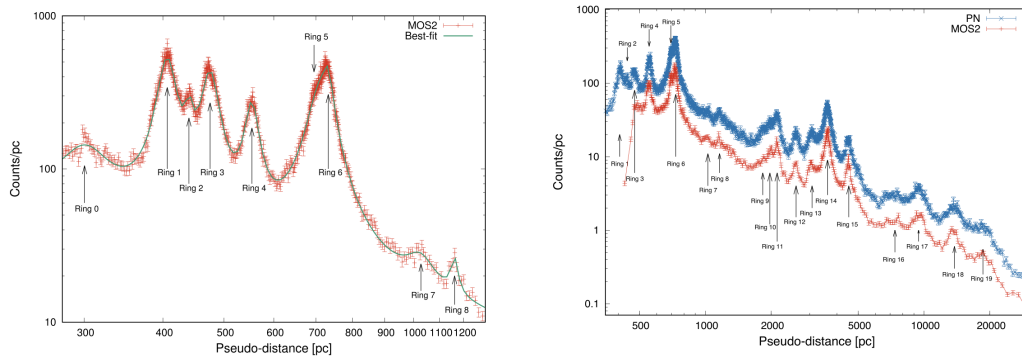 1000
100
10
Counts/pc
MOS2
Best-fit
Ring 5
Ring 1
Ring 2
Ring 3
Ring 4
Ring 6
Ring 0
Ring 7
Ring 8
300 400 500 600 700 800 900 1000 1100 1200
Pseudo-distance [pc]
1000
100
10
1
0.1
Counts/pc
PN
MOS2
Ring 4
Ring 5
Ring 2
Ring 1
Ring 3
Ring 6
Ring 7
Ring 8
Ring 9
Ring 10
Ring 11
Ring 12
Ring 13
Ring 14
Ring 15
Ring 16
Ring 17
Ring 18
Ring 19
500 1000 2000 5000 10000 20000
Pseudo-distance [pc]